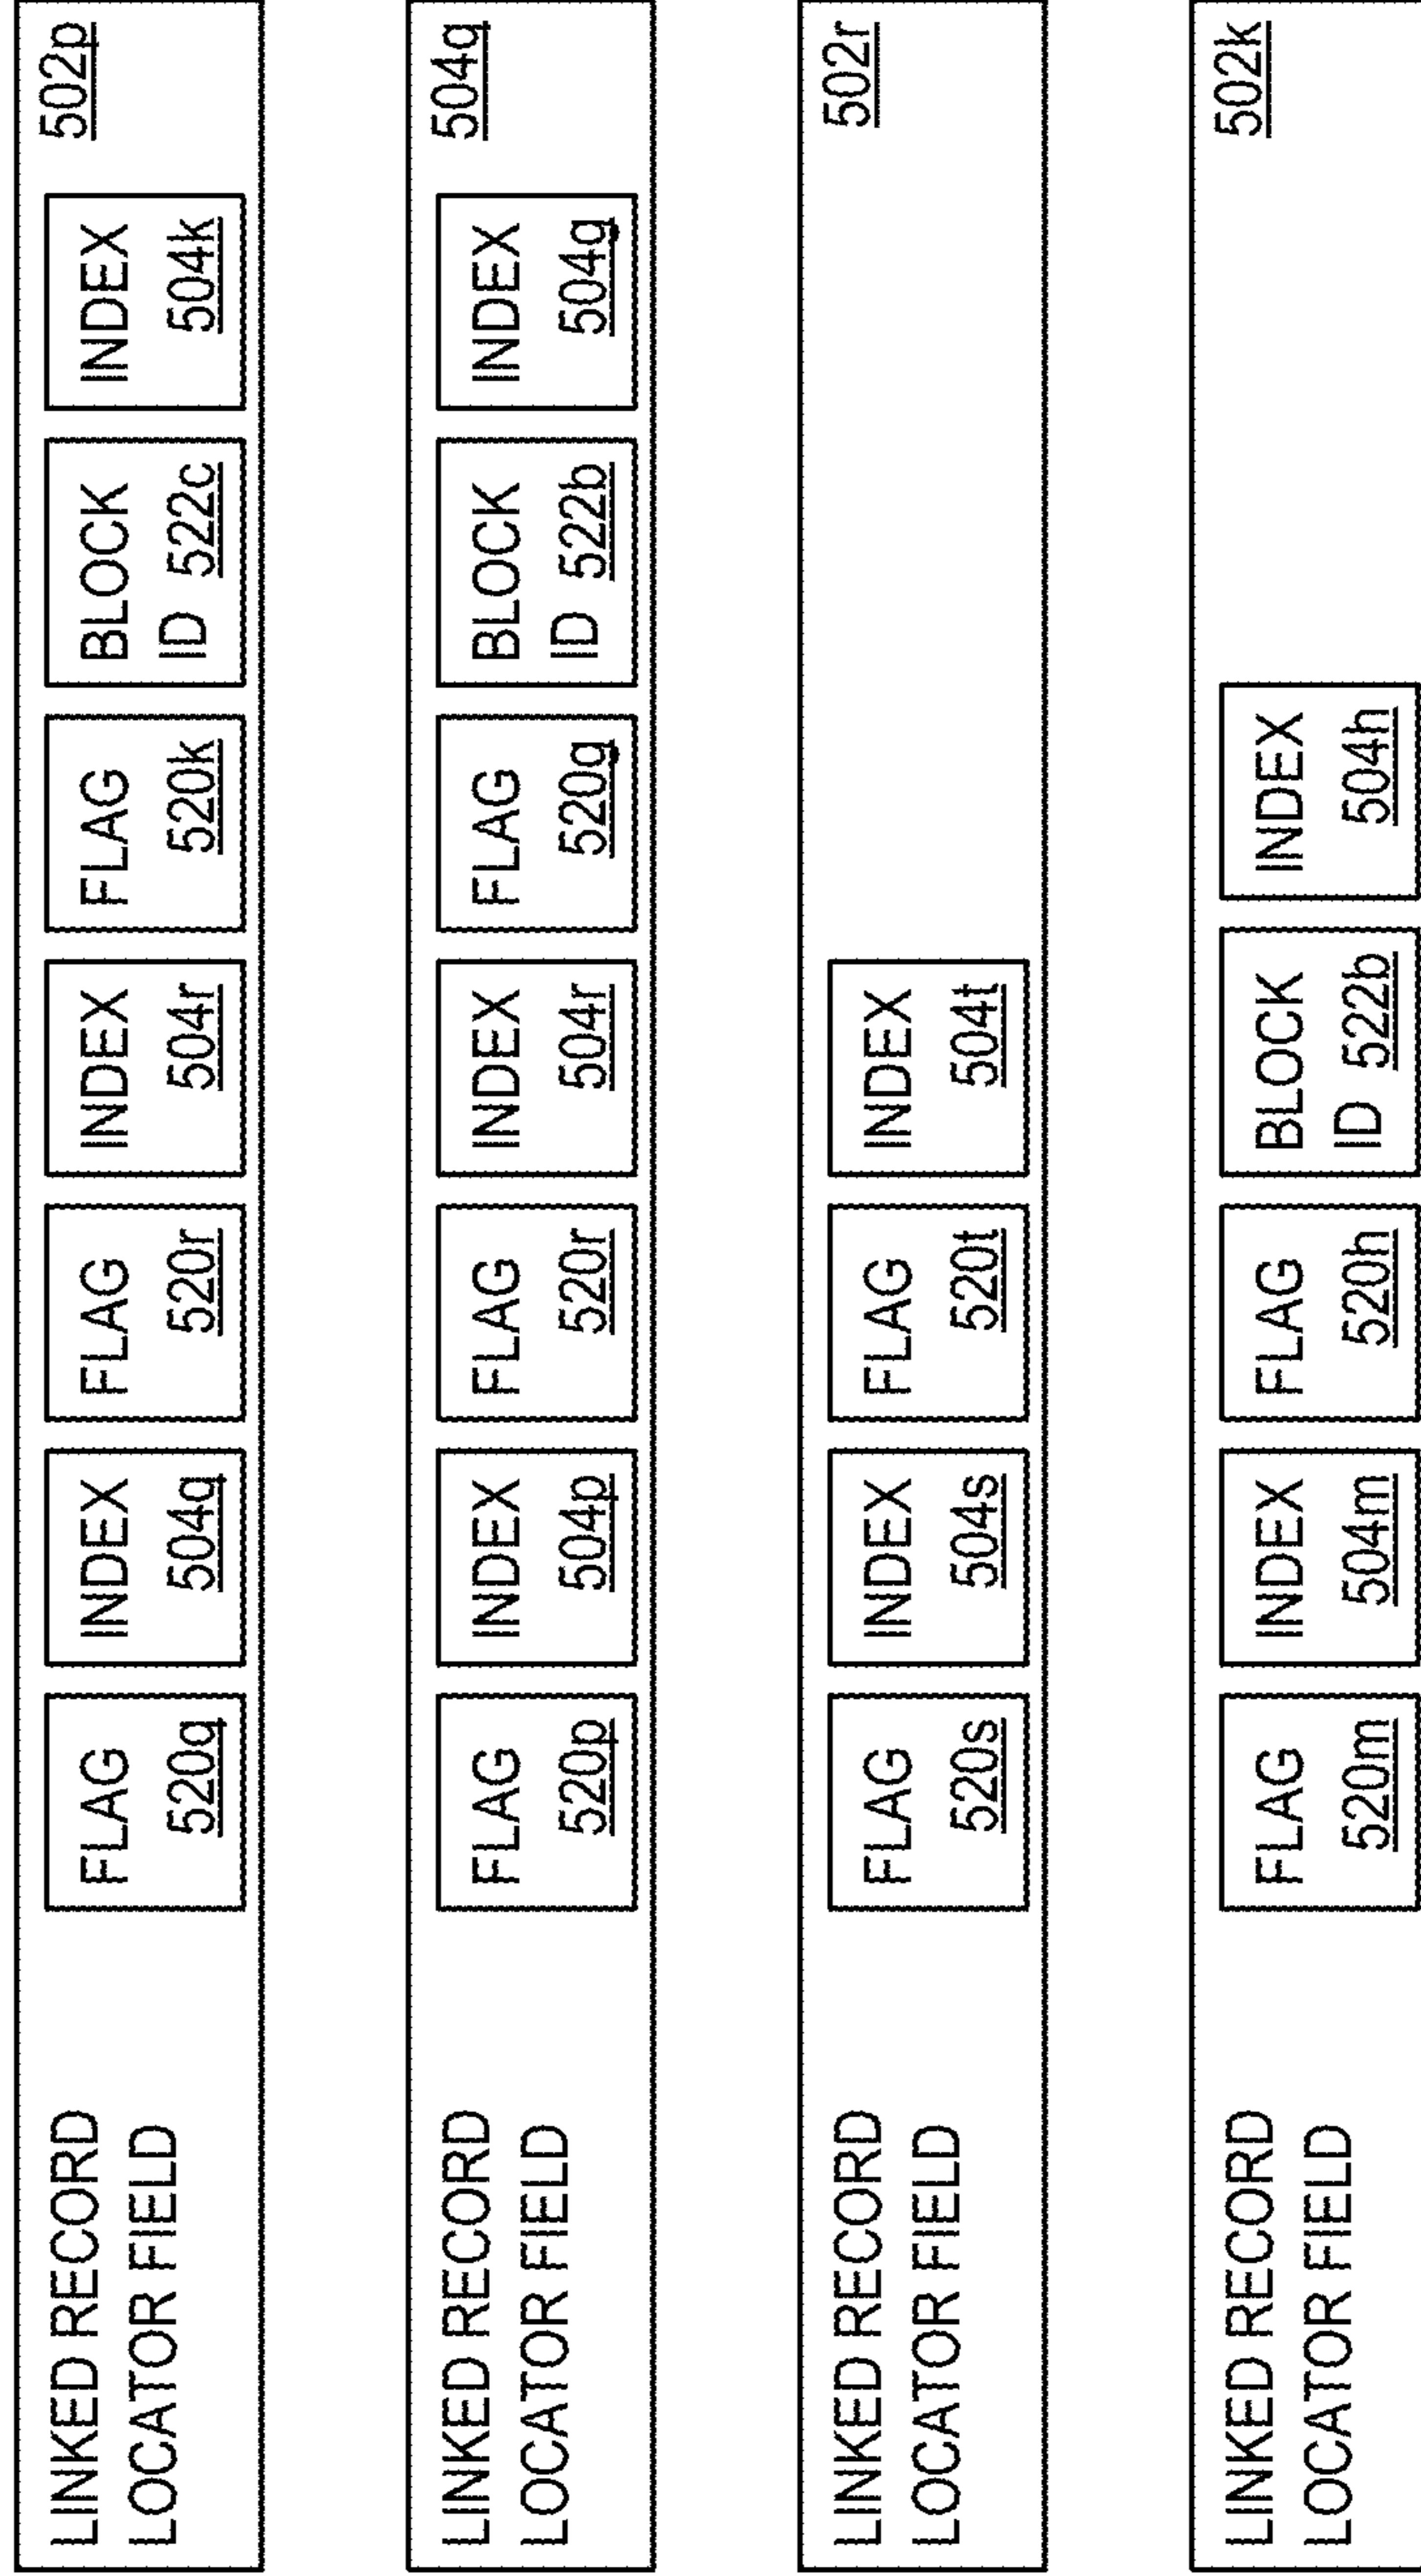 LINKED RECORD
LOCATOR FIELD
FLAG
520q
INDEX
504q
FLAG
520r
INDEX
504r
FLAG
520k
BLOCK
ID 522c
INDEX
504k
502p
LINKED RECORD
LOCATOR FIELD
FLAG
520p
INDEX
504p
FLAG
520r
INDEX
504r
FLAG
520g
BLOCK
ID 522b
INDEX
504g
504q
LINKED RECORD
LOCATOR FIELD
FLAG
520s
INDEX
504s
FLAG
520t
INDEX
504t
502r
LINKED RECORD
LOCATOR FIELD
FLAG
520m
INDEX
504m
FLAG
520h
BLOCK
ID 522b
INDEX
504h
502k